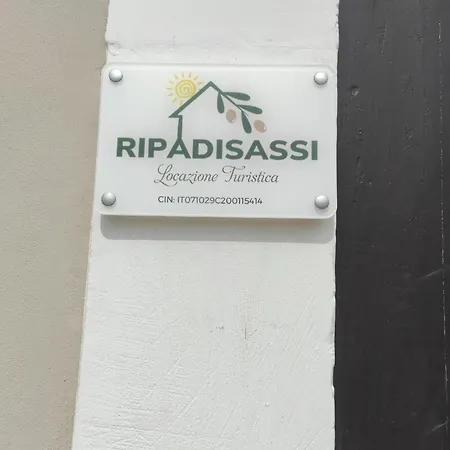 RIPADISASSI
Locazione Turistica
CIN: IT071029C200115414